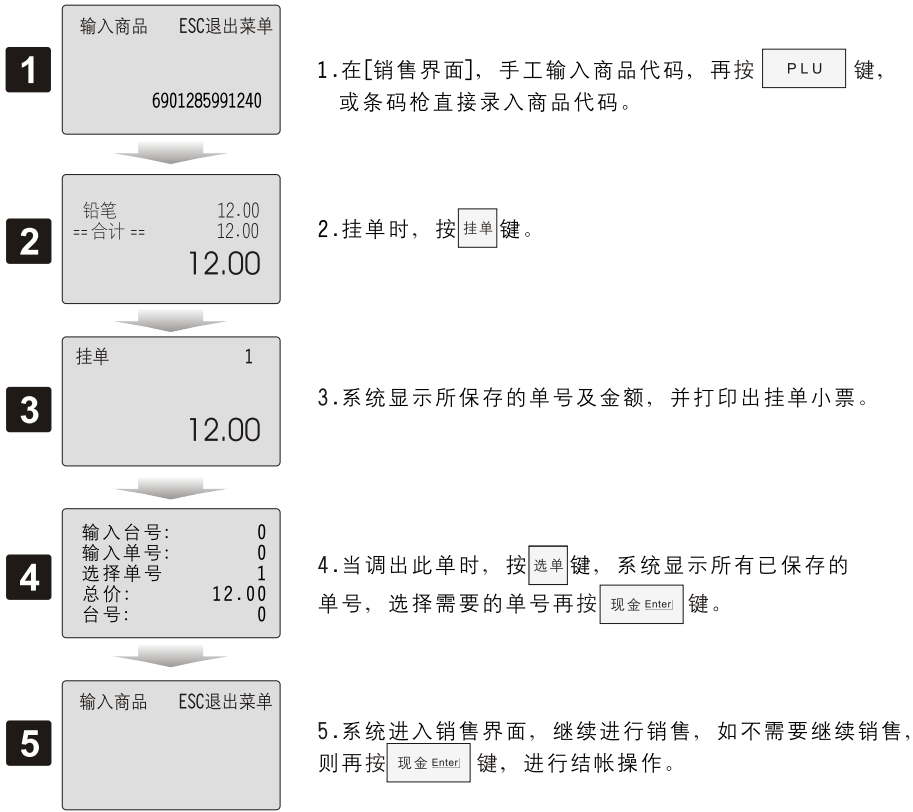 1
输入商品 ESC退出菜单
6901285991240
1.在[销售界面], 手工输入商品代码, 再按 PLU 键,
或条码枪直接录入商品代码。
2
铅笔 12.00
==合计== 12.00
12.00
2.挂单时, 按 挂单 键。
3
挂单 1
12.00
3.系统显示所保存的单号及金额, 并打印出挂单小票。
4
输入台号: 0
输入单号: 0
选择单号 1
总价: 12.00
台号: 0
4.当调出此单时, 按 选单 键, 系统显示所有已保存的
单号, 选择需要的单号再按 现金 Enter 键。
5
输入商品 ESC退出菜单
5.系统进入销售界面, 继续进行销售, 如不需要继续销售,
则再按 现金 Enter 键, 进行结帐操作。